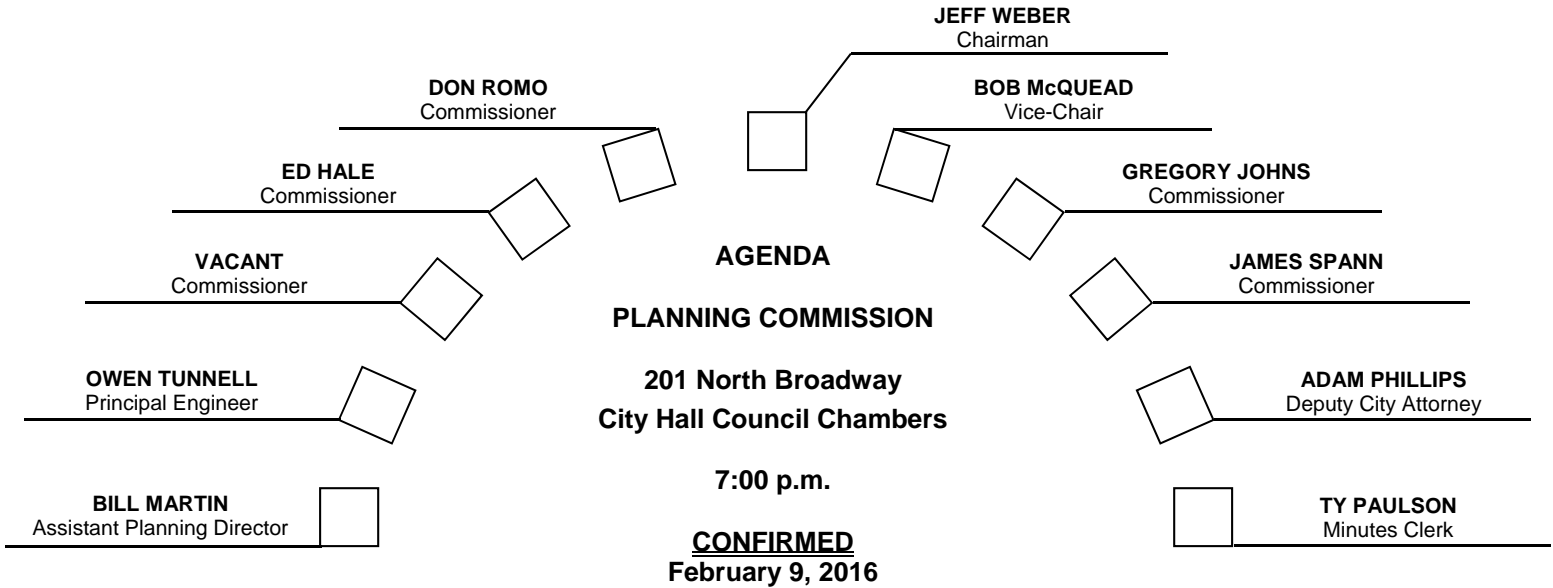 JEFF WEBER
Chairman
DON ROMO
Commissioner
BOB McQUEAD
Vice-Chair
ED HALE
Commissioner
GREGORY JOHNS
Commissioner
AGENDA
VACANT
Commissioner
JAMES SPANN
Commissioner
PLANNING COMMISSION
OWEN TUNNELL
Principal Engineer
201 North Broadway
City Hall Council Chambers
ADAM PHILLIPS
Deputy City Attorney
7:00 p.m.
BILL MARTIN
Assistant Planning Director
TY PAULSON
Minutes Clerk
CONFIRMED
February 9, 2016